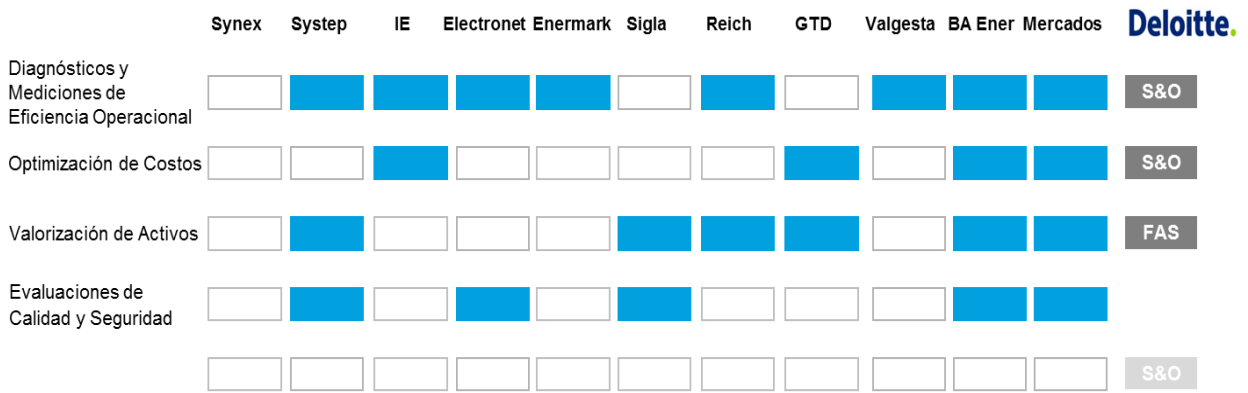 Synex Systep IE Electronet Enermark Sigla Reich GTD Valgesta BA Ener Mercados Deloitte.
Diagnósticos y
Mediciones de
Eficiencia Operacional
S&O
Optimización de Costos
S&O
Valorización de Activos
FAS
Evaluaciones de
Calidad y Seguridad
S&O